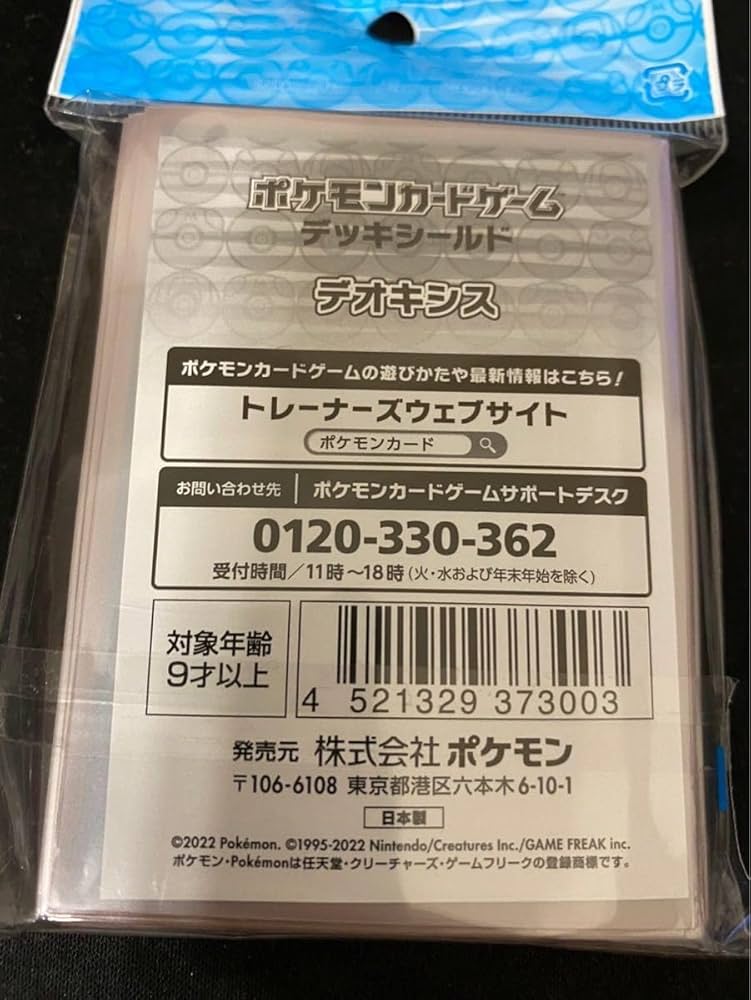 プラ
ポケモンカードゲーム
デッキシールド
デオキシス
ポケモンカードゲームの遊びかたや最新情報はこちら!
トレーナーズウェブサイト
ポケモンカード
お問い合わせ先 ポケモンカードゲームサポートデスク
0120-330-362
受付時間/11時~18時(火・水および年末年始を除く)
対象年齢
9才以上
4 521329 373003
発売元 株式会社 ポケモン
〒106-6108 東京都港区六本木6-10-1
日本製
©2022 Pokémon. ©1995-2022 Nintendo/Creatures Inc./GAME FREAK inc.
ポケモン・Pokémonは任天堂・クリーチャーズ・ゲームフリークの登録商標です。